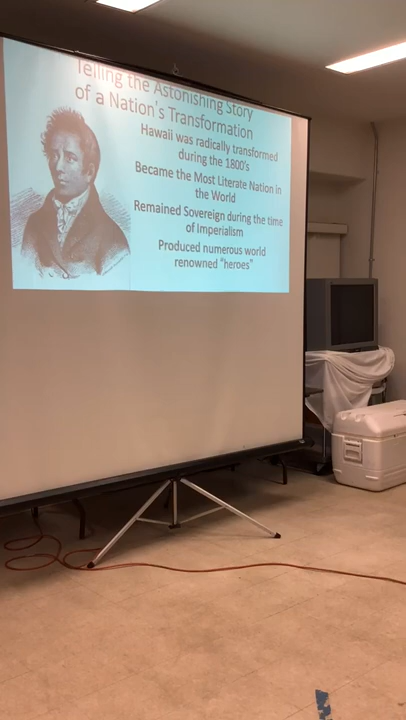 Telling the Astonishing Story
of a Nation's Transformation
Hawaii was radically transformed
during the 1800's
Became the Most Literate Nation in
the World
Remained Sovereign during the time
of Imperialism
Produced numerous world
renowned "heroes"